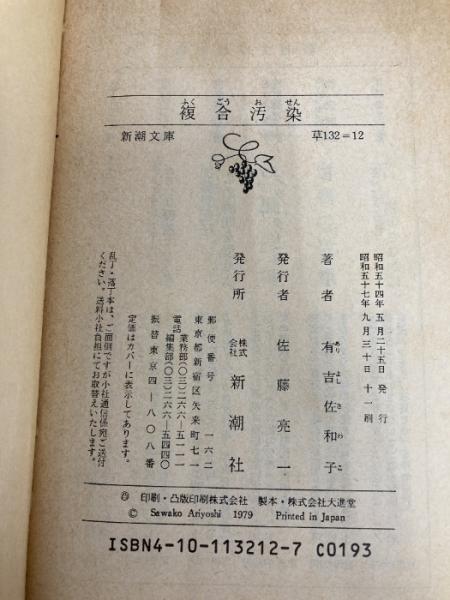 複合汚染
ふくごうおせん
新潮文庫
草132=12
昭和五十四年五月二十五日発行
昭和五十七年九月三十日十一刷
著者 有吉佐和子
ありよしさわこ
発行者 佐藤亮一
発行所 株式会社 新潮社
郵便番号 一六二
東京都新宿区矢来町七一
電話 業務部(〇三)二六六―五一一一
編集部(〇三)二六六―五四四〇
振替東京四―八〇八番
定価はカバーに表示してあります。
乱丁・落丁本は、ご面倒ですが小社通信係宛ご送付
ください。送料小社負担にてお取替えいたします。
印刷・凸版印刷株式会社 製本・株式会社大進堂
© Sawako Ariyoshi 1979 Printed in Japan
ISBN4-10-113212-7 C0193